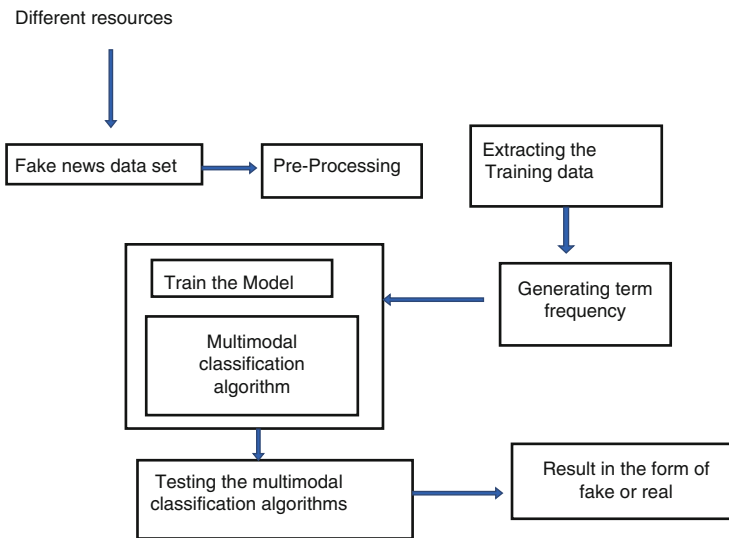 Different resources
Fake news data set
Pre-Processing
Extracting the
Training data
Generating term
frequency
Train the Model
Multimodal
classification
algorithm
Testing the multimodal
classification algorithms
Result in the form of
fake or real